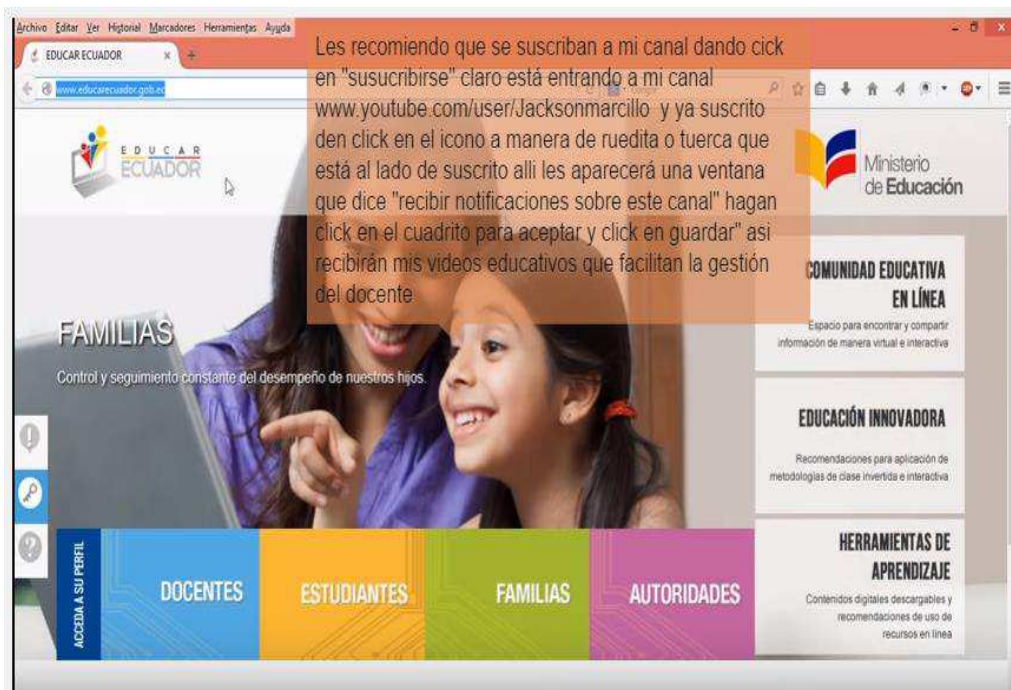 Archivo Editar Ver Historial Marcadores Herramientas Ayuda
EDUCAR ECUADOR
www.educarecuador.gob.ec
Les recomiendo que se suscriban a mi canal dando cick
en "susucribirse" claro está entrando a mi canal
www.youtube.com/user/Jacksonmarcillo y ya suscrito
den click en el icono a manera de ruedita o tuerca que
está al lado de suscrito alli les aparecerá una ventana
que dice "recibir notificaciones sobre este canal" hagan
click en el cuadrito para aceptar y click en guardar" asi
recibirán mis videos educativos que facilitan la gestión
del docente
EDUCAR
ECUADOR
Ministerio
de Educación
FAMILIAS
Control y seguimiento constante del desempeño de nuestros hijos.
COMUNIDAD EDUCATIVA
EN LÍNEA
Espacio para encontrar y compartir
información de manera virtual e interactiva
EDUCACIÓN INNOVADORA
Recomendaciones para aplicación de
metodologías de clase invertida e interactiva
HERRAMIENTAS DE
APRENDIZAJE
Contenidos digitales descargables y
recomendaciones de uso de
recursos en línea
ACCEDA A SU PERFIL
DOCENTES
ESTUDIANTES
FAMILIAS
AUTORIDADES